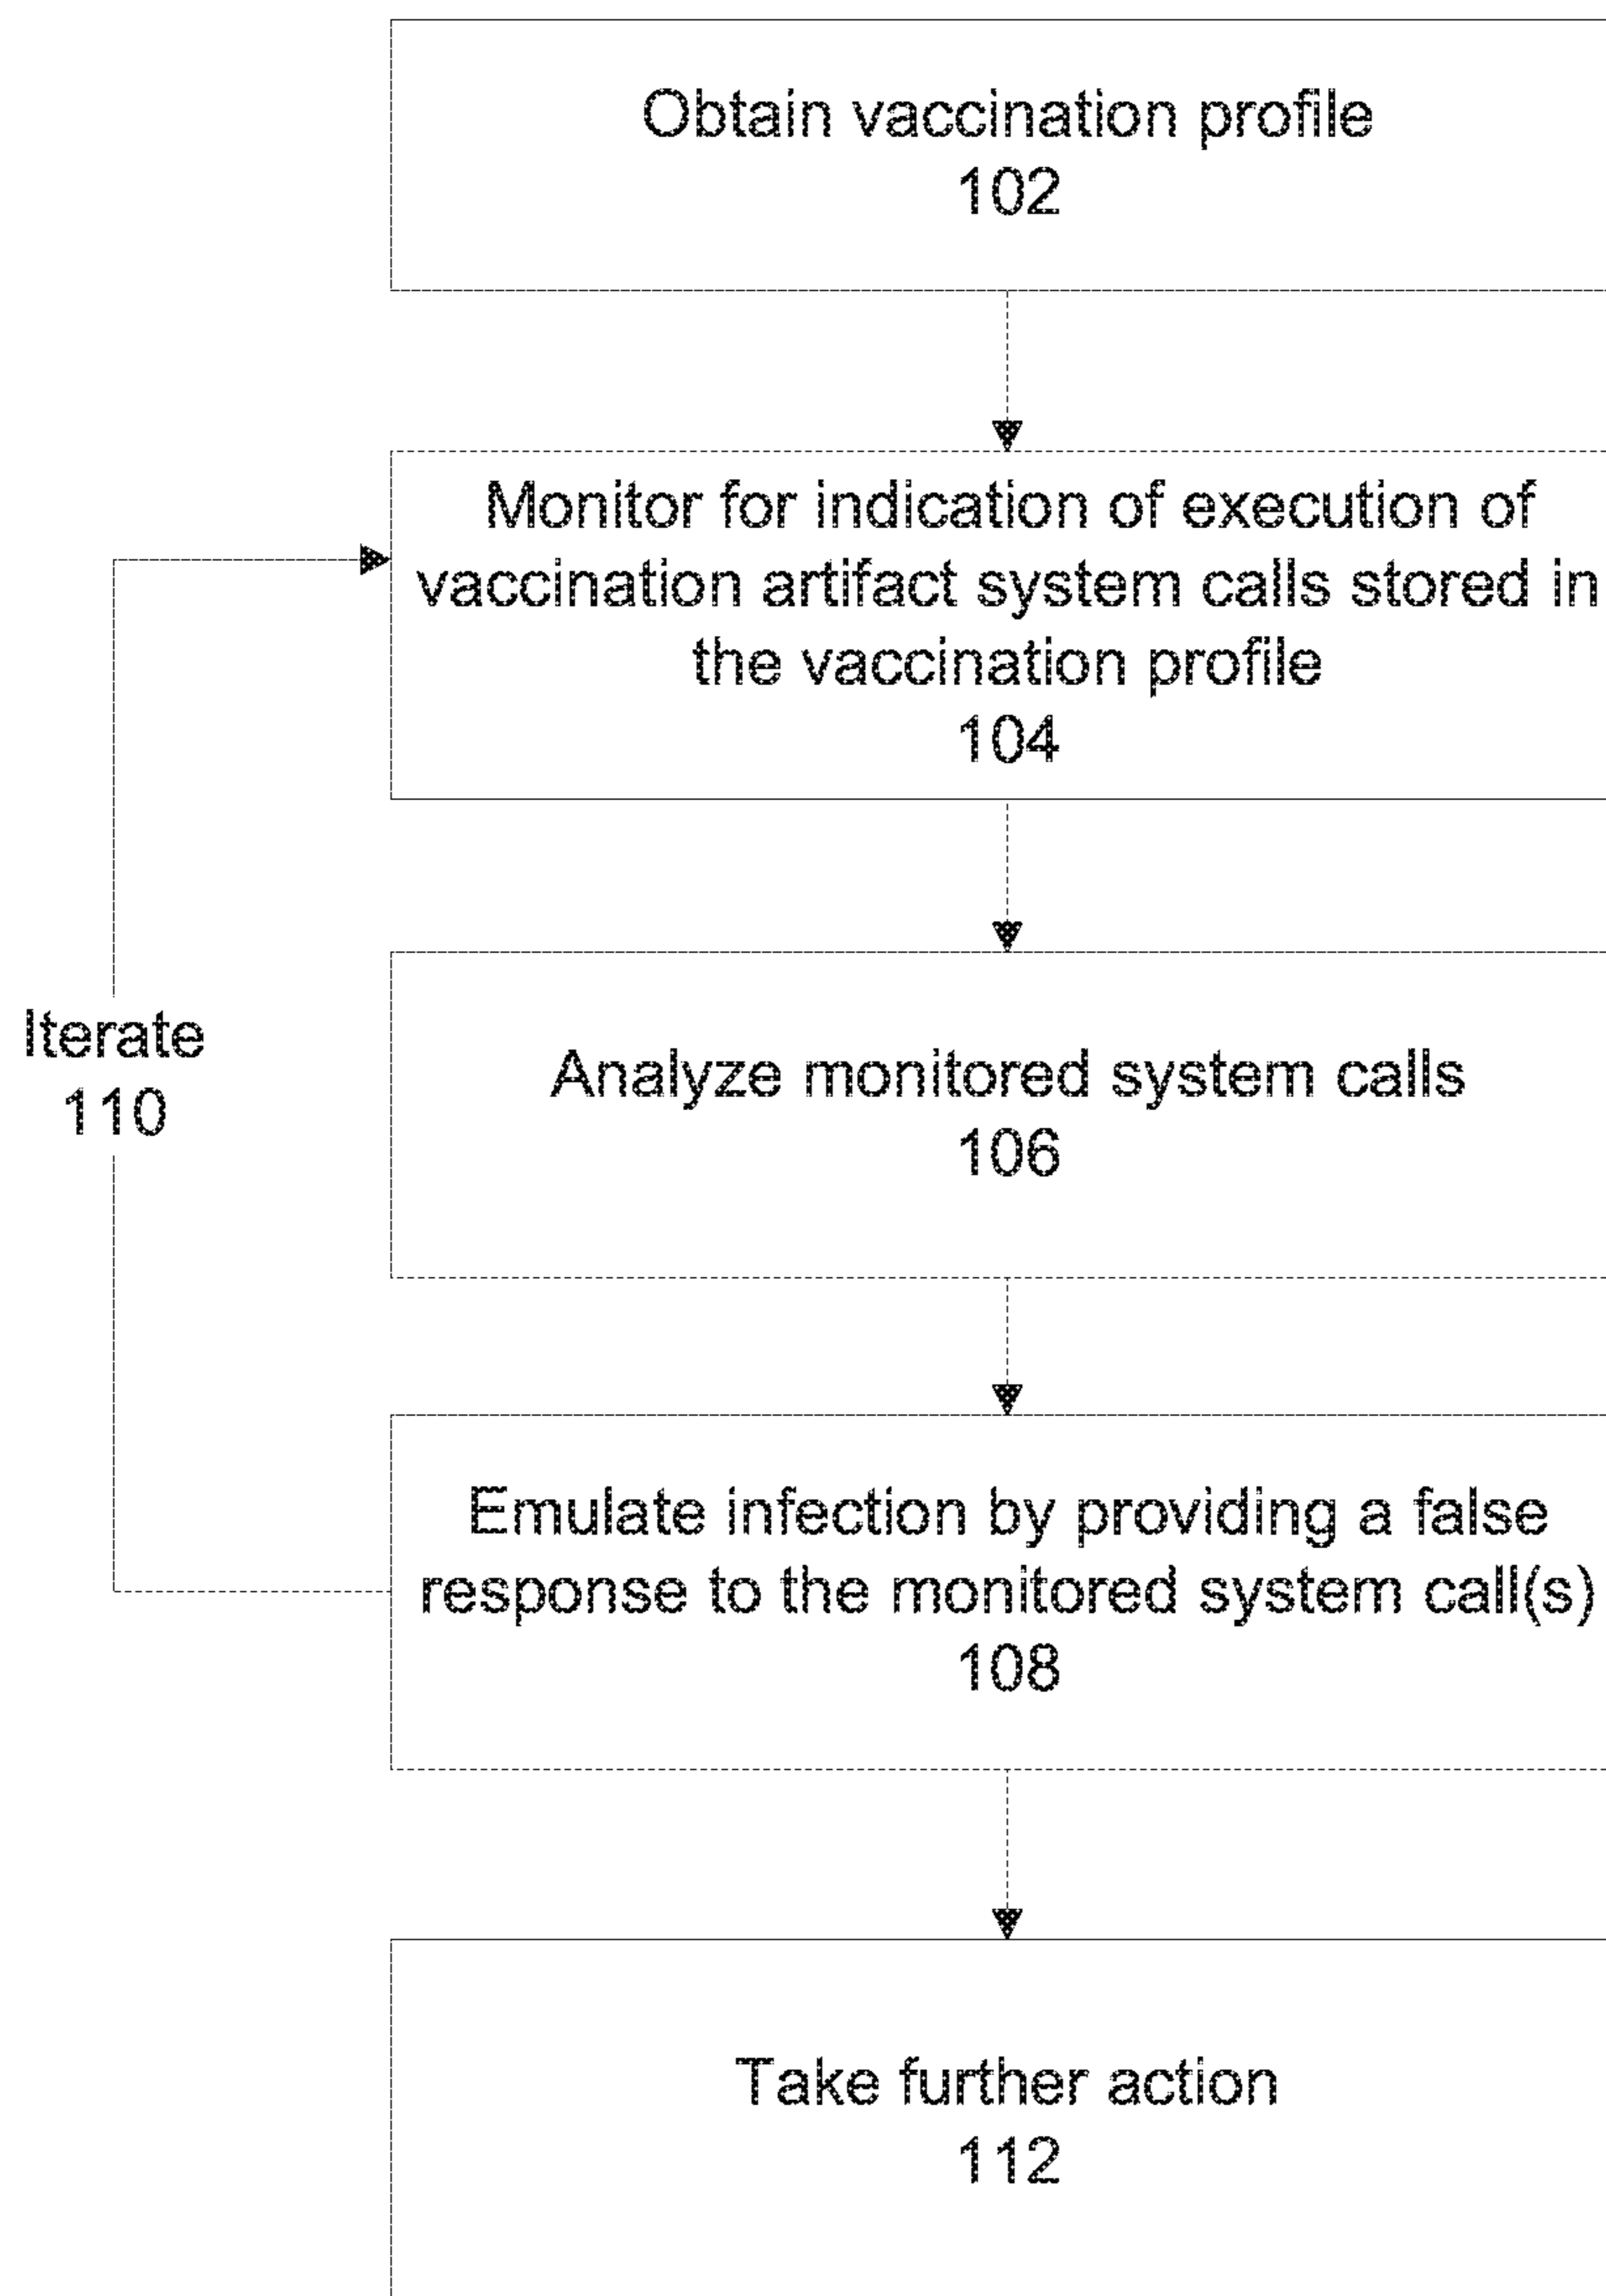 Obtain vaccination profile
102
Monitor for indication of execution of
vaccination artifact system calls stored in
the vaccination profile
104
Analyze monitored system calls
106
Iterate
110
Emulate infection by providing a false
response to the monitored system call(s)
108
Take further action
112